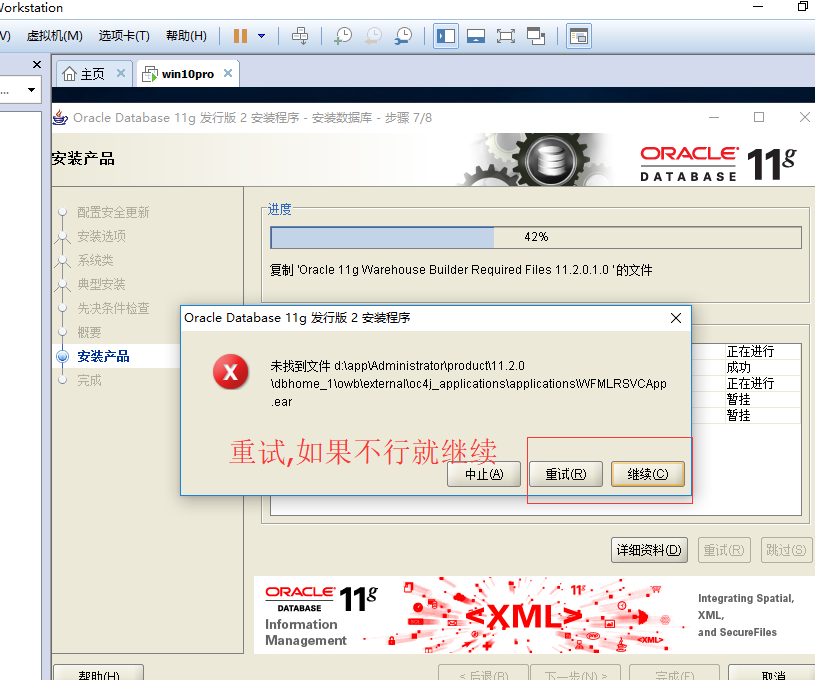 Workstation
V) 虚拟机(M) 选项卡(T) 帮助(H)
主页
win10pro
...
Oracle Database 11g 发行版 2 安装程序 - 安装数据库 - 步骤 7/8
安装产品
ORACLE
DATABASE 11g
配置安全更新
安装选项
系统类
典型安装
先决条件检查
概要
安装产品
完成
进度
42%
复制 'Oracle 11g Warehouse Builder Required Files 11.2.0.1.0 '的文件
正在进行
成功
正在进行
暂挂
暂挂
Oracle Database 11g 发行版 2 安装程序
未找到文件 d:\app\Administrator\product\11.2.0
\dbhome_1\owb\external\oc4j_applications\applications\WFMLRSVCApp
.ear
重试,如果不行就继续
中止(A) 重试(R) 继续(C)
详细资料(D) 重试(R) 跳过(S)
ORACLE
DATABASE 11g
Information
Management
<XML>
11g
<XML>
Integrating Spatial,
XML,
and SecureFiles
帮助(H) < 后退(B) 下一步(N) > 完成(F) 取消